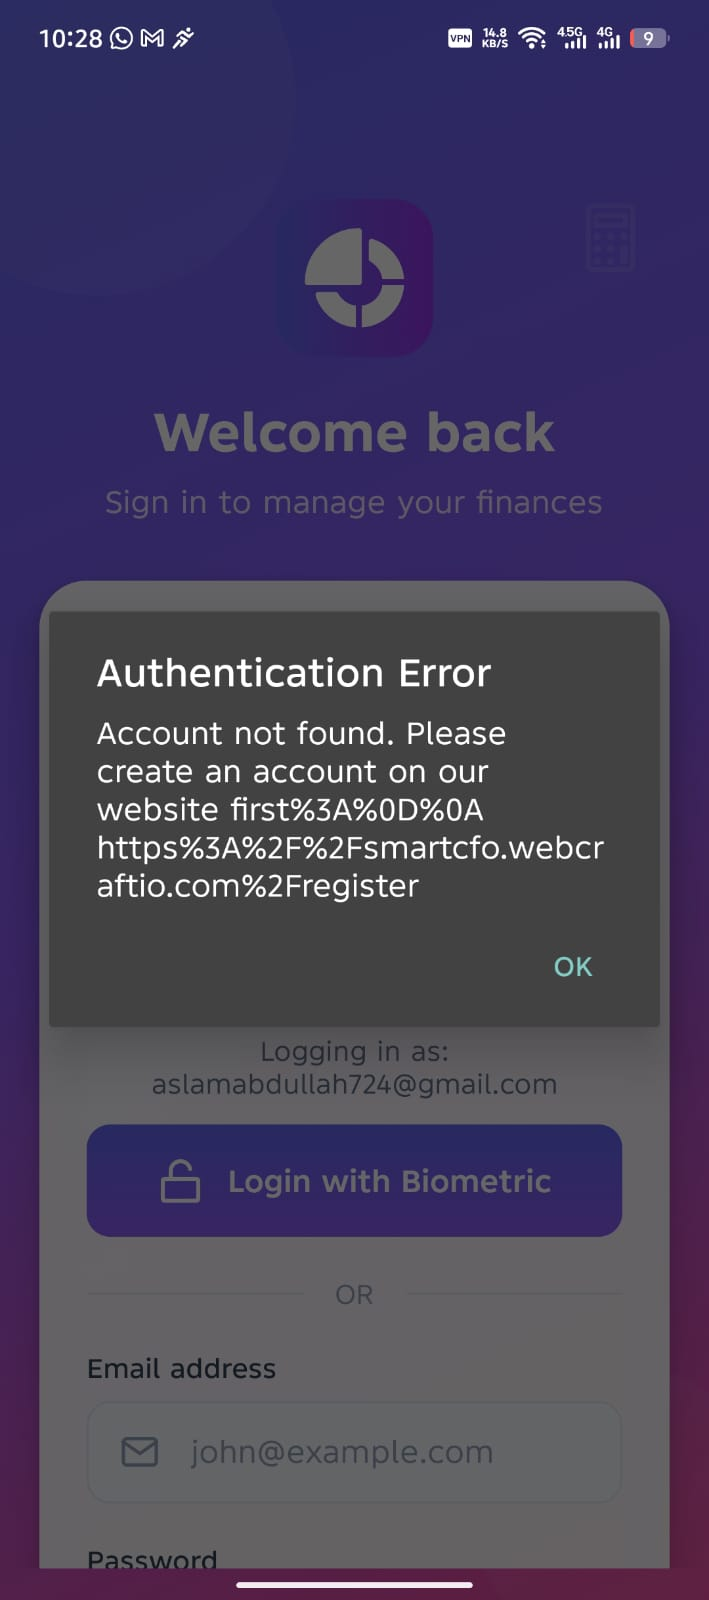 10:28
VPN 14.8 KB/S 4.5G 4G 9
Welcome back
Sign in to manage your finances
Authentication Error
Account not found. Please
create an account on our
website first%3A%0D%0A
https%3A%2F%2Fsmartcfo.webcr
aftio.com%2Fregister
OK
Logging in as:
aslamabdullah724@gmail.com
Login with Biometric
OR
Email address
john@example.com
Password